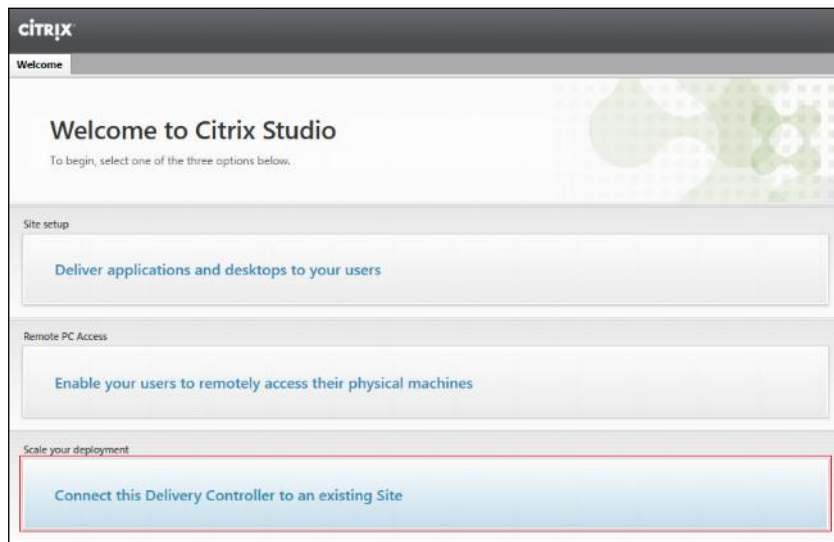 CİTRIX
Welcome
Welcome to Citrix Studio
To begin, select one of the three options below.
Site setup
Deliver applications and desktops to your users
Remote PC Access
Enable your users to remotely access their physical machines
Scale your deployment
Connect this Delivery Controller to an existing Site